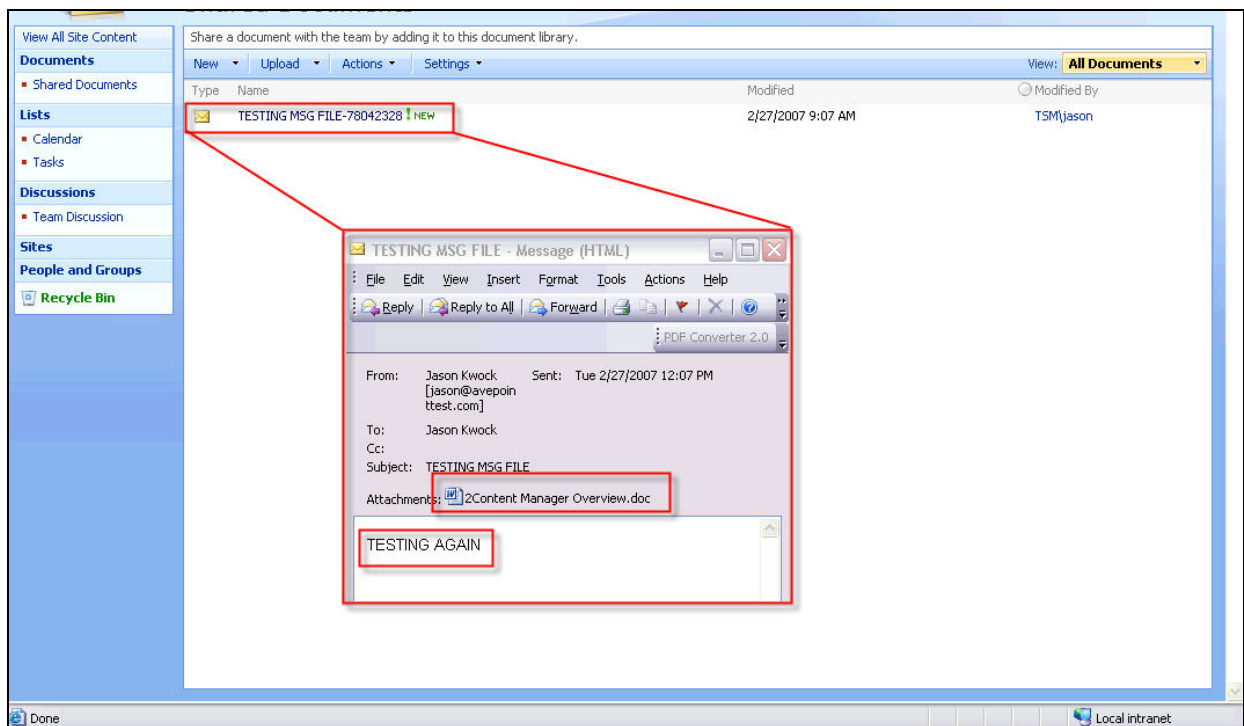 View All Site Content
Share a document with the team by adding it to this document library.
Documents
New Upload Actions Settings View: All Documents
Shared Documents
Type Name Modified Modified By
Lists
TESTING MSG FILE-78042328 ! NEW 2/27/2007 9:07 AM TSM\jason
Calendar
Tasks
Discussions
Team Discussion
Sites
People and Groups
Recycle Bin
TESTING MSG FILE - Message (HTML)
File Edit View Insert Format Tools Actions Help
Reply Reply to All Forward
PDF Converter 2.0
From: Jason Kwock Sent: Tue 2/27/2007 12:07 PM
[jason@avepoin
ttest.com]
To: Jason Kwock
Cc:
Subject: TESTING MSG FILE
Attachments: 2Content Manager Overview.doc
TESTING AGAIN
Done Local intranet